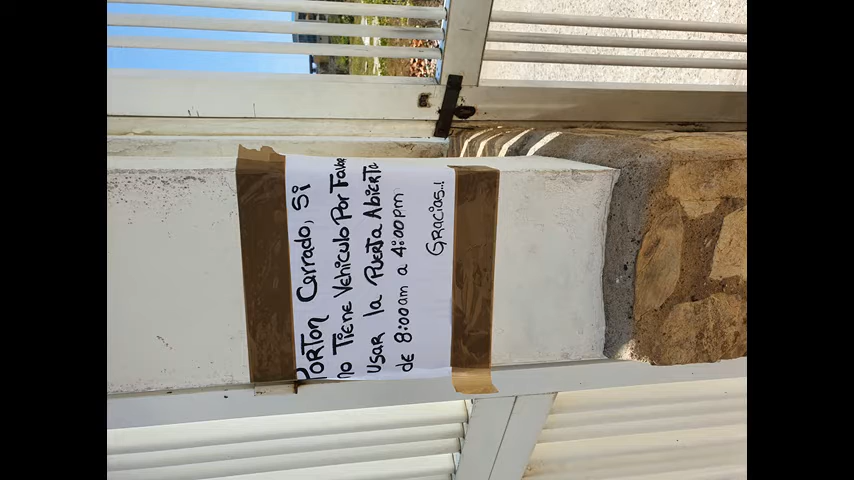 PORTON Cerrado, Si
no Tiene Vehiculo Por Favor
usar la Puerta Abierta
de 8:00am a 4:00pm
Gracias..!